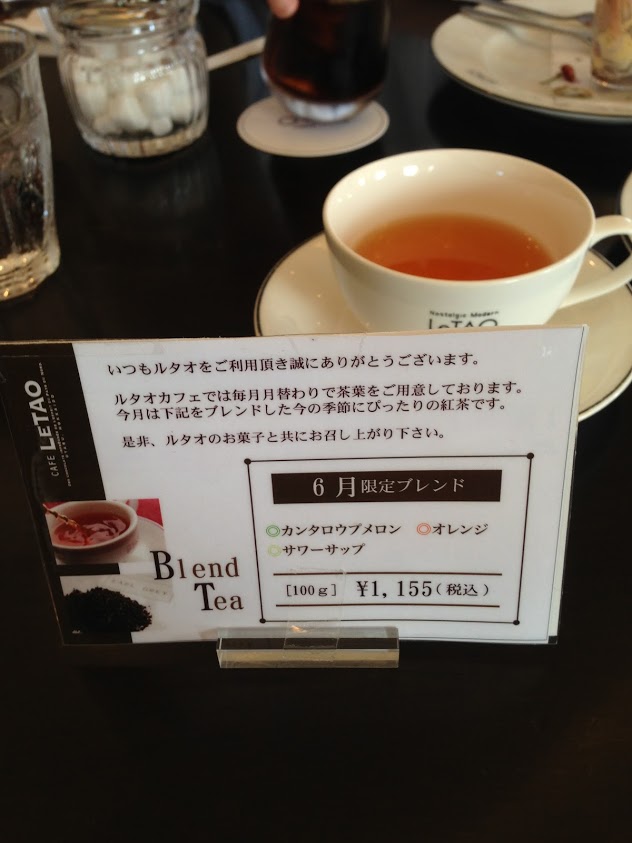 Nostalgic Modern
LeTAO
CAFE LETAO
いつもルタオをご利用頂き誠にありがとうございます。
ルタオカフェでは毎月月替わりで茶葉をご用意しております。
今月は下記をブレンドした今の季節にぴったりの紅茶です。
是非、ルタオのお菓子と共にお召し上がり下さい。
6月限定ブレンド
◎カンタロウプメロン ◎オレンジ
◎サワーサップ
[100g] ¥1,155(税込)
Blend
Tea